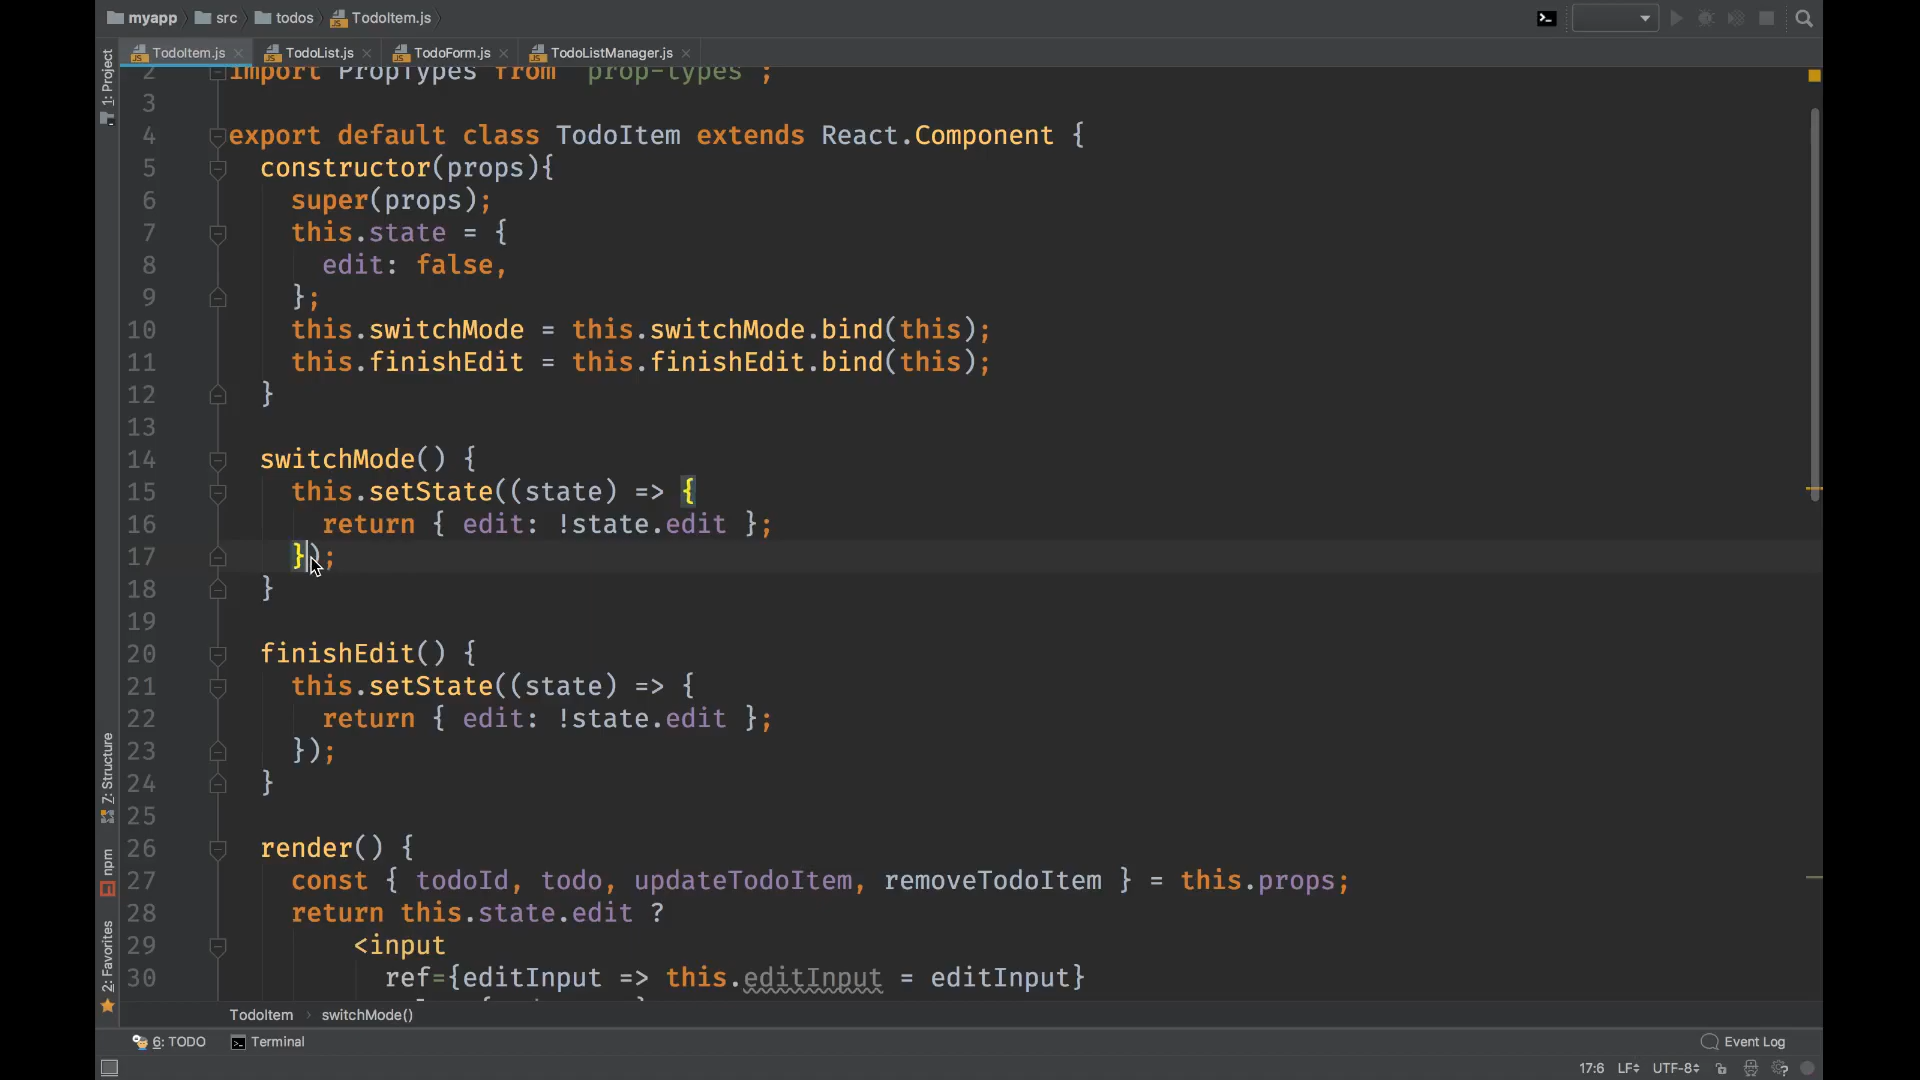 myapp src todos TodoItem.js
TodoItem.js TodoList.js TodoForm.js TodoListManager.js
1: Project
7: Structure
npm
2: Favorites
2 import PropTypes from 'prop-types';
3
4 export default class TodoItem extends React.Component {
5 constructor(props){
6 super(props);
7 this.state = {
8 edit: false,
9 };
10 this.switchMode = this.switchMode.bind(this);
11 this.finishEdit = this.finishEdit.bind(this);
12 }
13
14 switchMode() {
15 this.setState((state) => {
16 return { edit: !state.edit };
17 });
18 }
19
20 finishEdit() {
21 this.setState((state) => {
22 return { edit: !state.edit };
23 });
24 }
25
26 render() {
27 const { todoId, todo, updateTodoItem, removeTodoItem } = this.props;
28 return this.state.edit ?
29 <input
30 ref={editInput => this.editInput = editInput}
TodoItem switchMode()
6: TODO Terminal Event Log
17:6 LF UTF-8